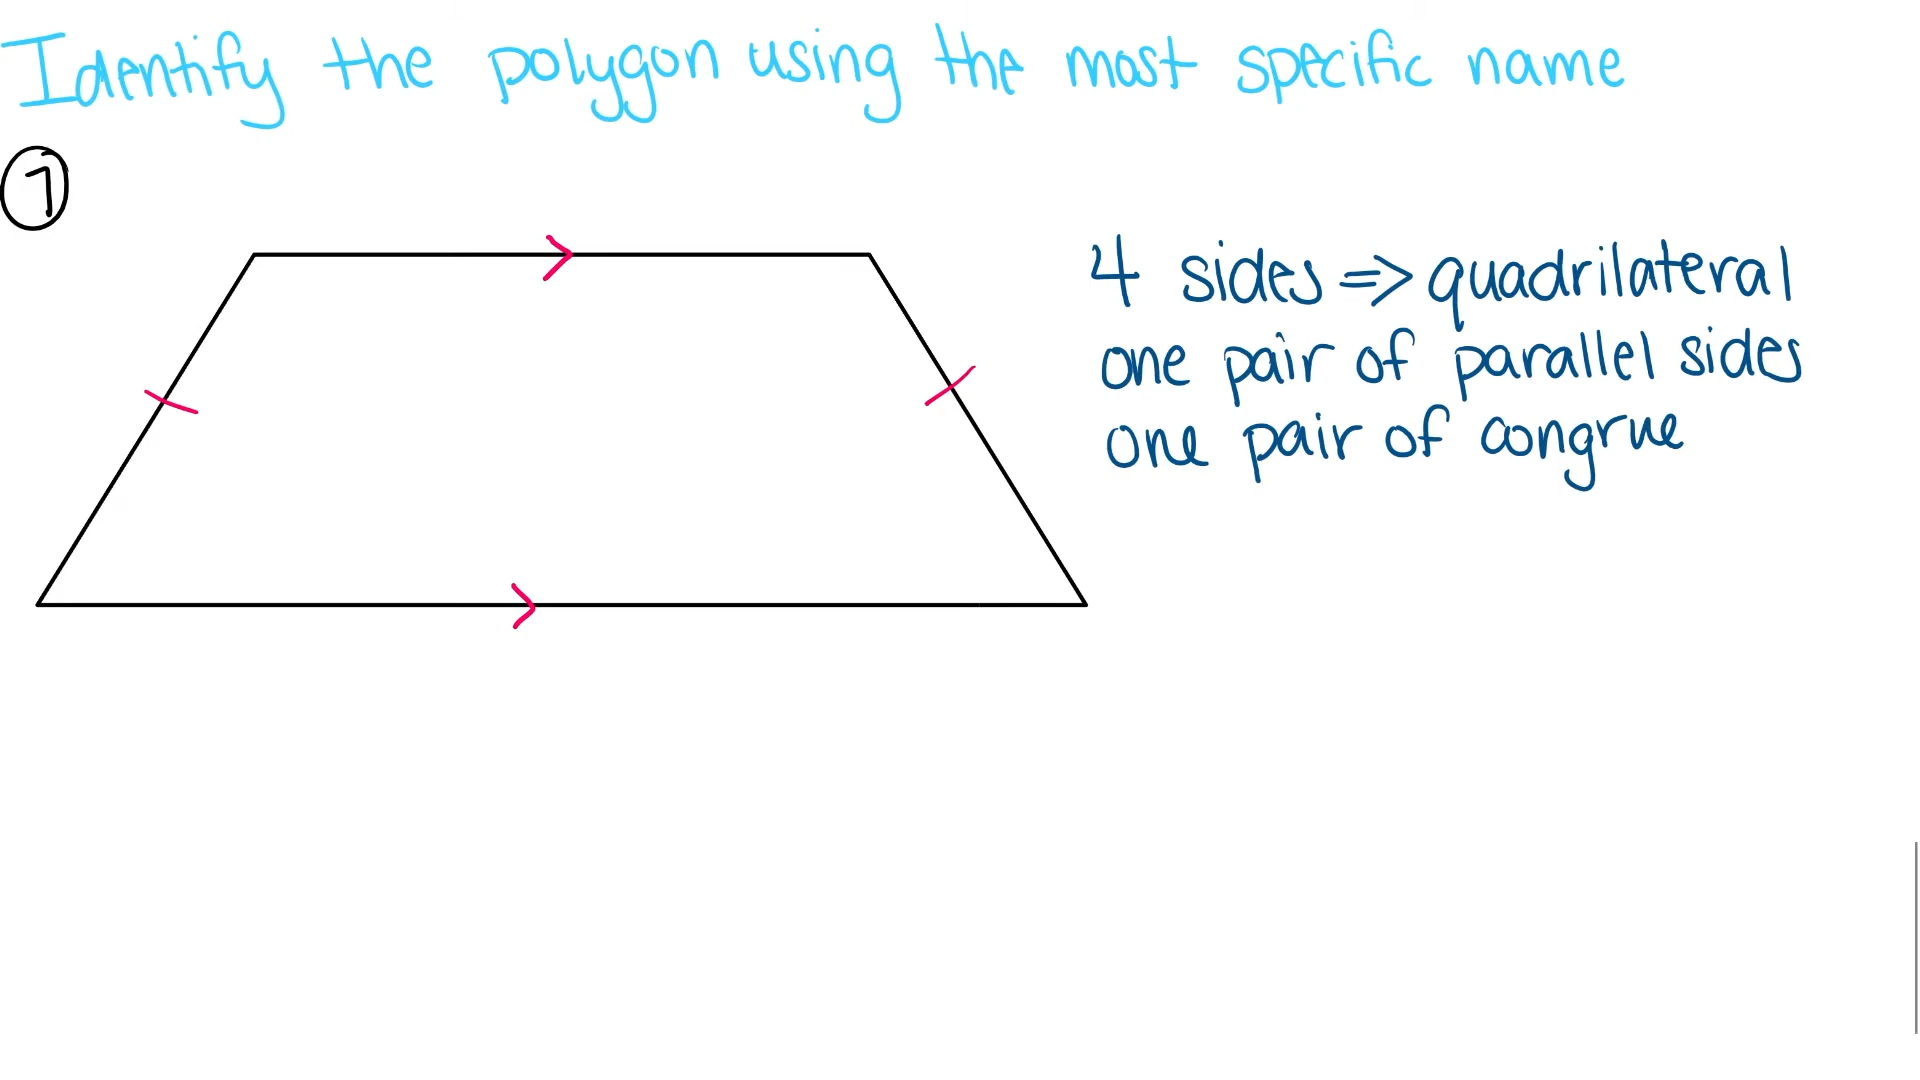 Identify the polygon using the most specific name
7
4 sides => quadrilateral
one pair of parallel sides
one pair of congrue